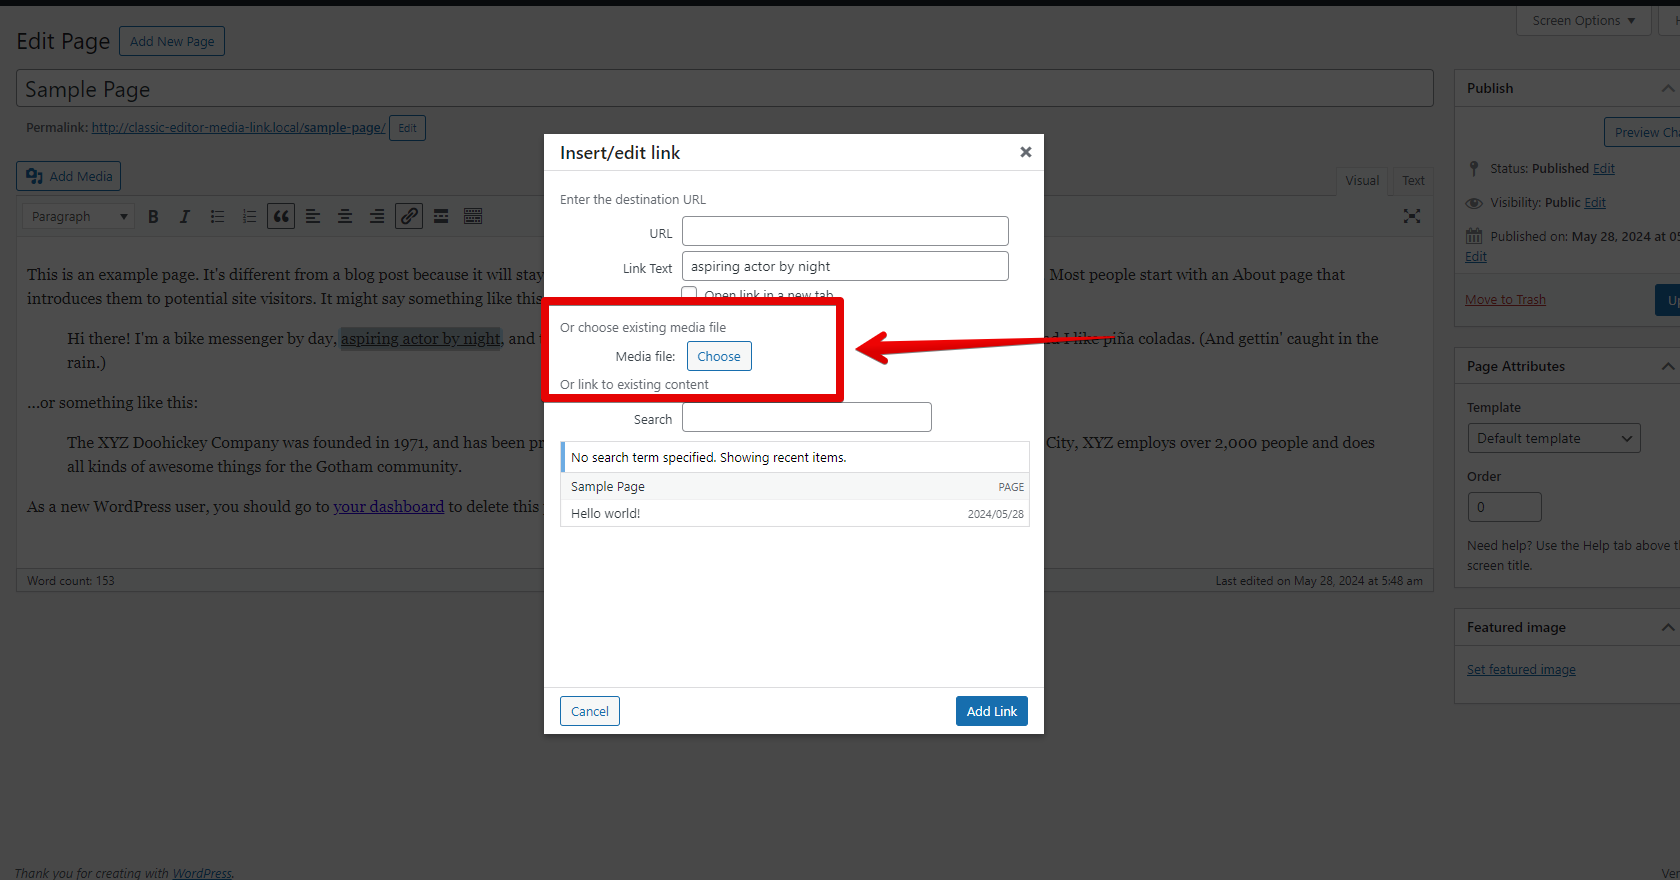 Screen Options
Edit Page
Add New Page
Sample Page
Permalink: http://classic-editor-media-link.local/sample-page/ Edit
Add Media
Visual Text
Paragraph
This is an example page. It's different from a blog post because it will stay
Most people start with an About page that
introduces them to potential site visitors. It might say something like this
Hi there! I'm a bike messenger by day, aspiring actor by night, and
I like piña coladas. (And gettin' caught in the
rain.)
…or something like this:
The XYZ Doohickey Company was founded in 1971, and has been pr
City, XYZ employs over 2,000 people and does
all kinds of awesome things for the Gotham community.
As a new WordPress user, you should go to your dashboard to delete this
Word count: 153
Last edited on May 28, 2024 at 5:48 am
Insert/edit link
Enter the destination URL
URL
Link Text aspiring actor by night
Open link in a new tab
Or choose existing media file
Media file: Choose
Or link to existing content
Search
No search term specified. Showing recent items.
Sample Page PAGE
Hello world! 2024/05/28
Cancel Add Link
Publish
Preview Cha
Status: Published Edit
Visibility: Public Edit
Published on: May 28, 2024 at 05
Edit
Move to Trash
Up
Page Attributes
Template
Default template
Order
0
Need help? Use the Help tab above th
screen title.
Featured image
Set featured image
Thank you for creating with WordPress.
Ver